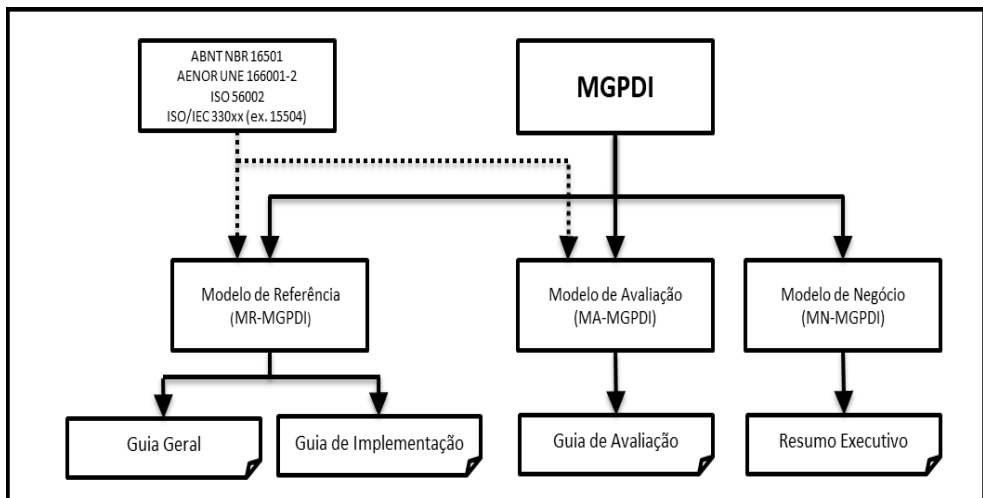 ABNT NBR 16501
AENOR UNE 166001-2
ISO 56002
ISO/IEC 330xx (ex. 15504)
MGPDI
Modelo de Referência
(MR-MGPDI)
Modelo de Avaliação
(MA-MGPDI)
Modelo de Negócio
(MN-MGPDI)
Guia Geral
Guia de Implementação
Guia de Avaliação
Resumo Executivo